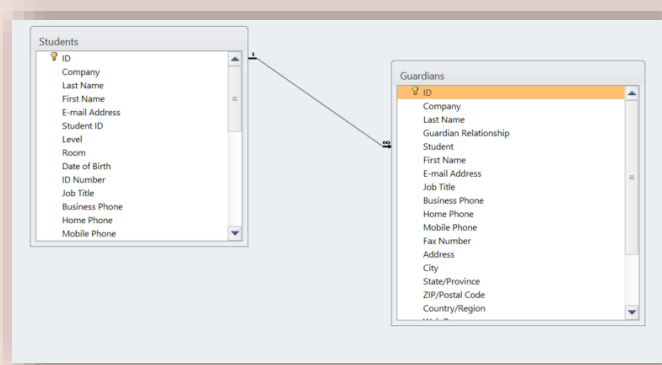 Students
ID
Company
Last Name
First Name
E-mail Address
Student ID
Level
Room
Date of Birth
ID Number
Job Title
Business Phone
Home Phone
Mobile Phone
1
∞
Guardians
ID
Company
Last Name
Guardian Relationship
Student
First Name
E-mail Address
Job Title
Business Phone
Home Phone
Mobile Phone
Fax Number
Address
City
State/Province
ZIP/Postal Code
Country/Region